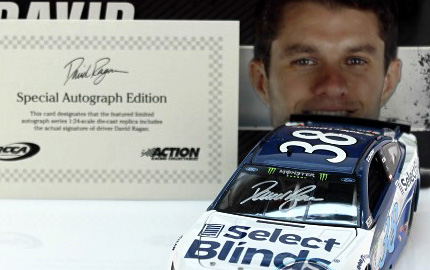 DAVID
David Ragan
Special Autograph Edition
This card designates that the featured limited
autograph series 1:24-scale die-cast replica includes
the actual signature of driver David Ragan.
RCCA
ACTION
38
MONSTER
David Ragan
Select
Blinds
Select
38